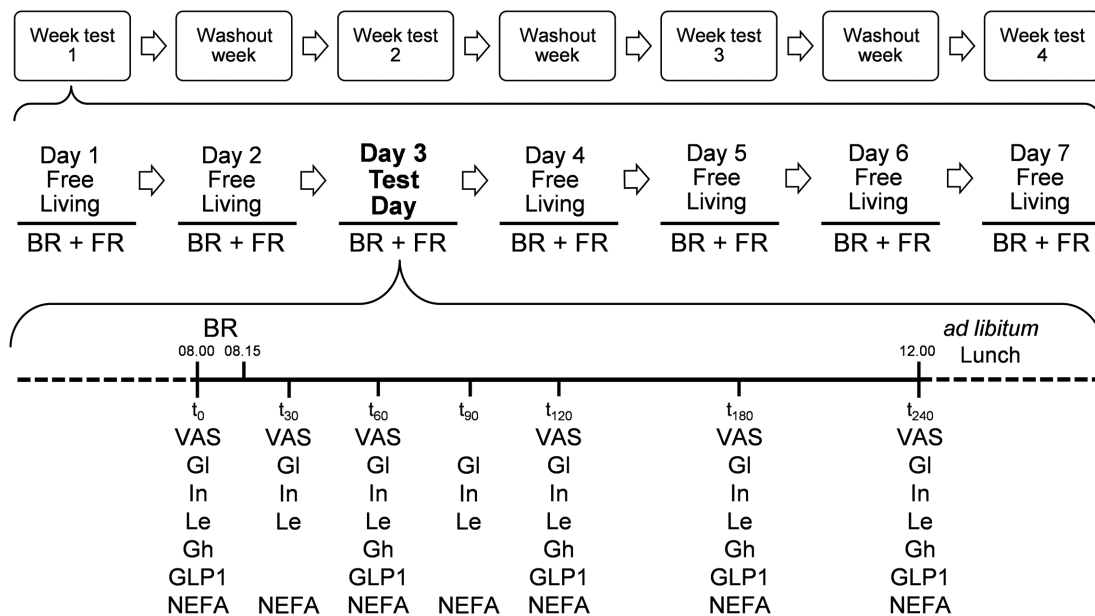 Week test 1
Washout week
Week test 2
Washout week
Week test 3
Washout week
Week test 4
Day 1 Free Living
Day 2 Free Living
Day 3 Test Day
Day 4 Free Living
Day 5 Free Living
Day 6 Free Living
Day 7 Free Living
BR + FR BR + FR BR + FR BR + FR BR + FR BR + FR BR + FR
BR
ad libitum
Lunch
08.00 08.15 12.00
t0 t30 t60 t90 t120 t180 t240
VAS VAS VAS VAS VAS VAS
Gl Gl Gl Gl Gl Gl Gl
In In In In In In In
Le Le Le Le Le Le Le
Gh Gh Gh Gh Gh
GLP1 GLP1 GLP1 GLP1 GLP1
NEFA NEFA NEFA NEFA NEFA NEFA NEFA